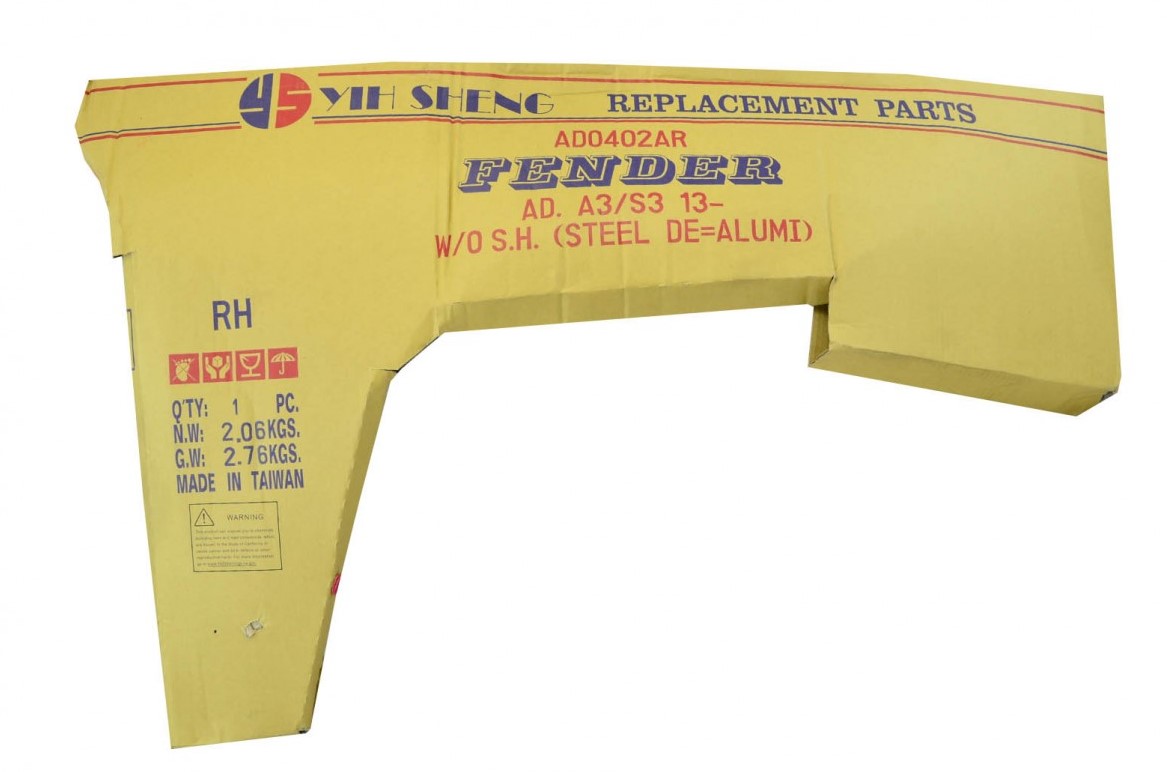 YS YIH SHENG REPLACEMENT PARTS
AD0402AR
FENDER
AD. A3/S3 13-
W/O S.H. (STEEL DE=ALUMI)
RH
Q'TY: 1 PC.
N.W: 2.06KGS.
G.W: 2.76KGS.
MADE IN TAIWAN
WARNING